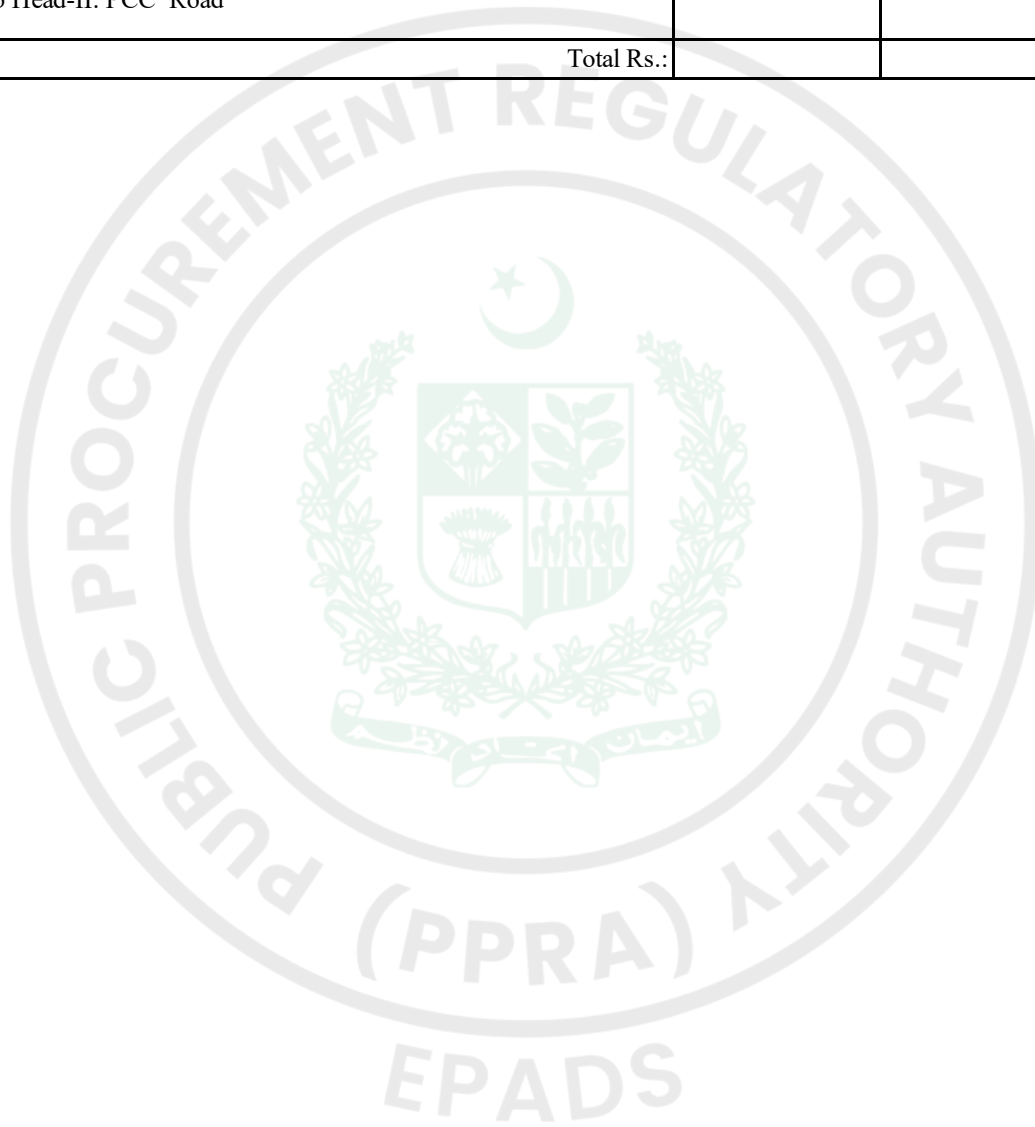 Head-II: PCC Road
Total Rs.:
PUBLIC PROCUREMENT REGULATORY AUTHORITY
(PPRA)
EPADS